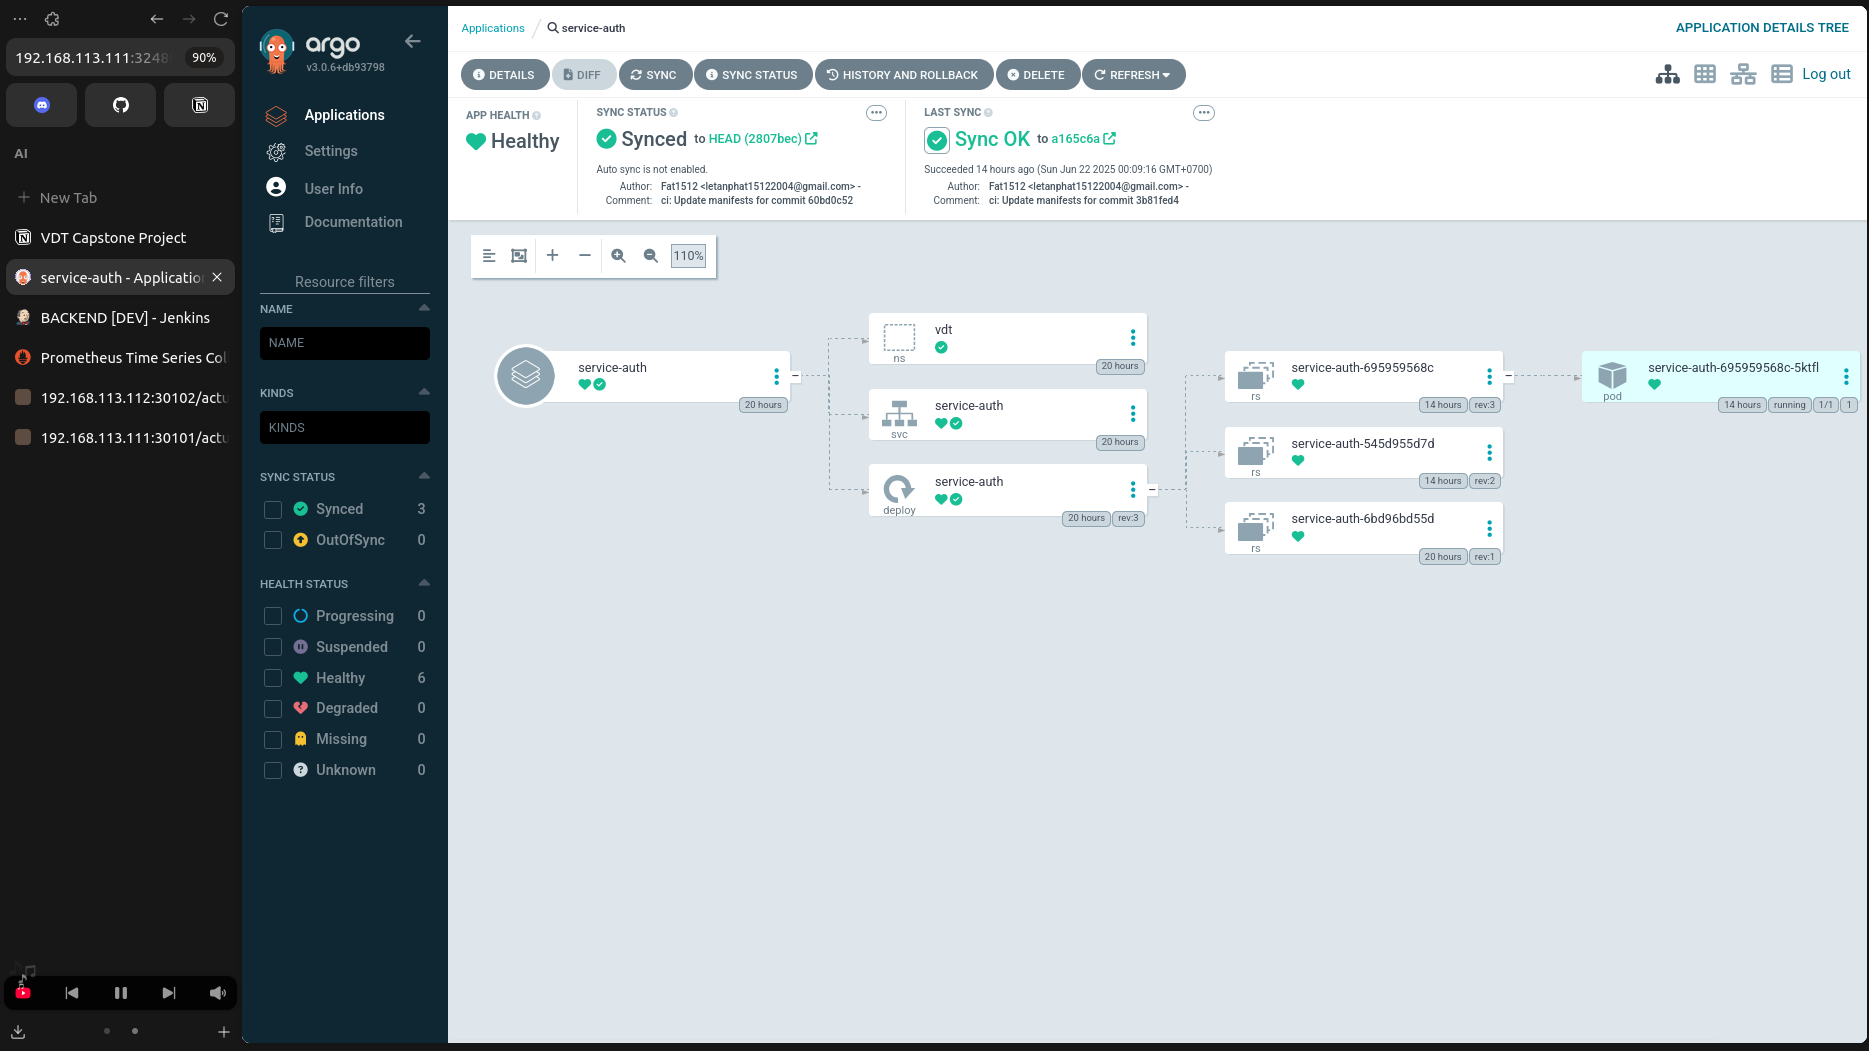 192.168.113.111:3248
90%
AI
New Tab
VDT Capstone Project
service-auth - Applicatio
BACKEND [DEV] - Jenkins
Prometheus Time Series Col
192.168.113.112:30102/actu
192.168.113.111:30101/actu
argo
v3.0.6+db93798
Applications
Settings
User Info
Documentation
Resource filters
NAME
NAME
KINDS
KINDS
SYNC STATUS
Synced 3
OutOfSync 0
HEALTH STATUS
Progressing 0
Suspended 0
Healthy 6
Degraded 0
Missing 0
Unknown 0
Applications / service-auth
APPLICATION DETAILS TREE
DETAILS DIFF SYNC SYNC STATUS HISTORY AND ROLLBACK DELETE REFRESH
Log out
APP HEALTH
Healthy
SYNC STATUS
Synced to HEAD (2807bec)
Auto sync is not enabled.
Author: Fat1512 <letanphat15122004@gmail.com> -
Comment: ci: Update manifests for commit 60bd0c52
LAST SYNC
Sync OK to a165c6a
Succeeded 14 hours ago (Sun Jun 22 2025 00:09:16 GMT+0700)
Author: Fat1512 <letanphat15122004@gmail.com> -
Comment: ci: Update manifests for commit 3b81fed4
110%
service-auth
20 hours
vdt
ns
20 hours
service-auth
svc
20 hours
service-auth
deploy
20 hours rev:3
service-auth-695959568c
rs
14 hours rev:3
service-auth-545d955d7d
rs
14 hours rev:2
service-auth-6bd96bd55d
rs
20 hours rev:1
service-auth-695959568c-5ktfl
pod
14 hours running 1/1 1